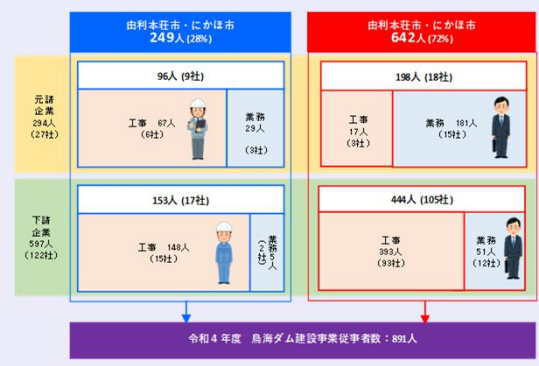 由利本荘市・にかほ市
249人(28%)
由利本荘市・にかほ市
642人(72%)
元請
企業
294人
(27社)
96人 (9社)
工事 67人
(6社)
業務
29人
(3社)
198人 (18社)
工事
17人
(3社)
業務 181人
(15社)
下請
企業
597人
(122社)
153人 (17社)
工事 148人
(15社)
業務5人
(2社)
444人 (105社)
工事
393人
(93社)
業務
51人
(12社)
令和4年度 鳥海ダム建設事業従事者数：891人